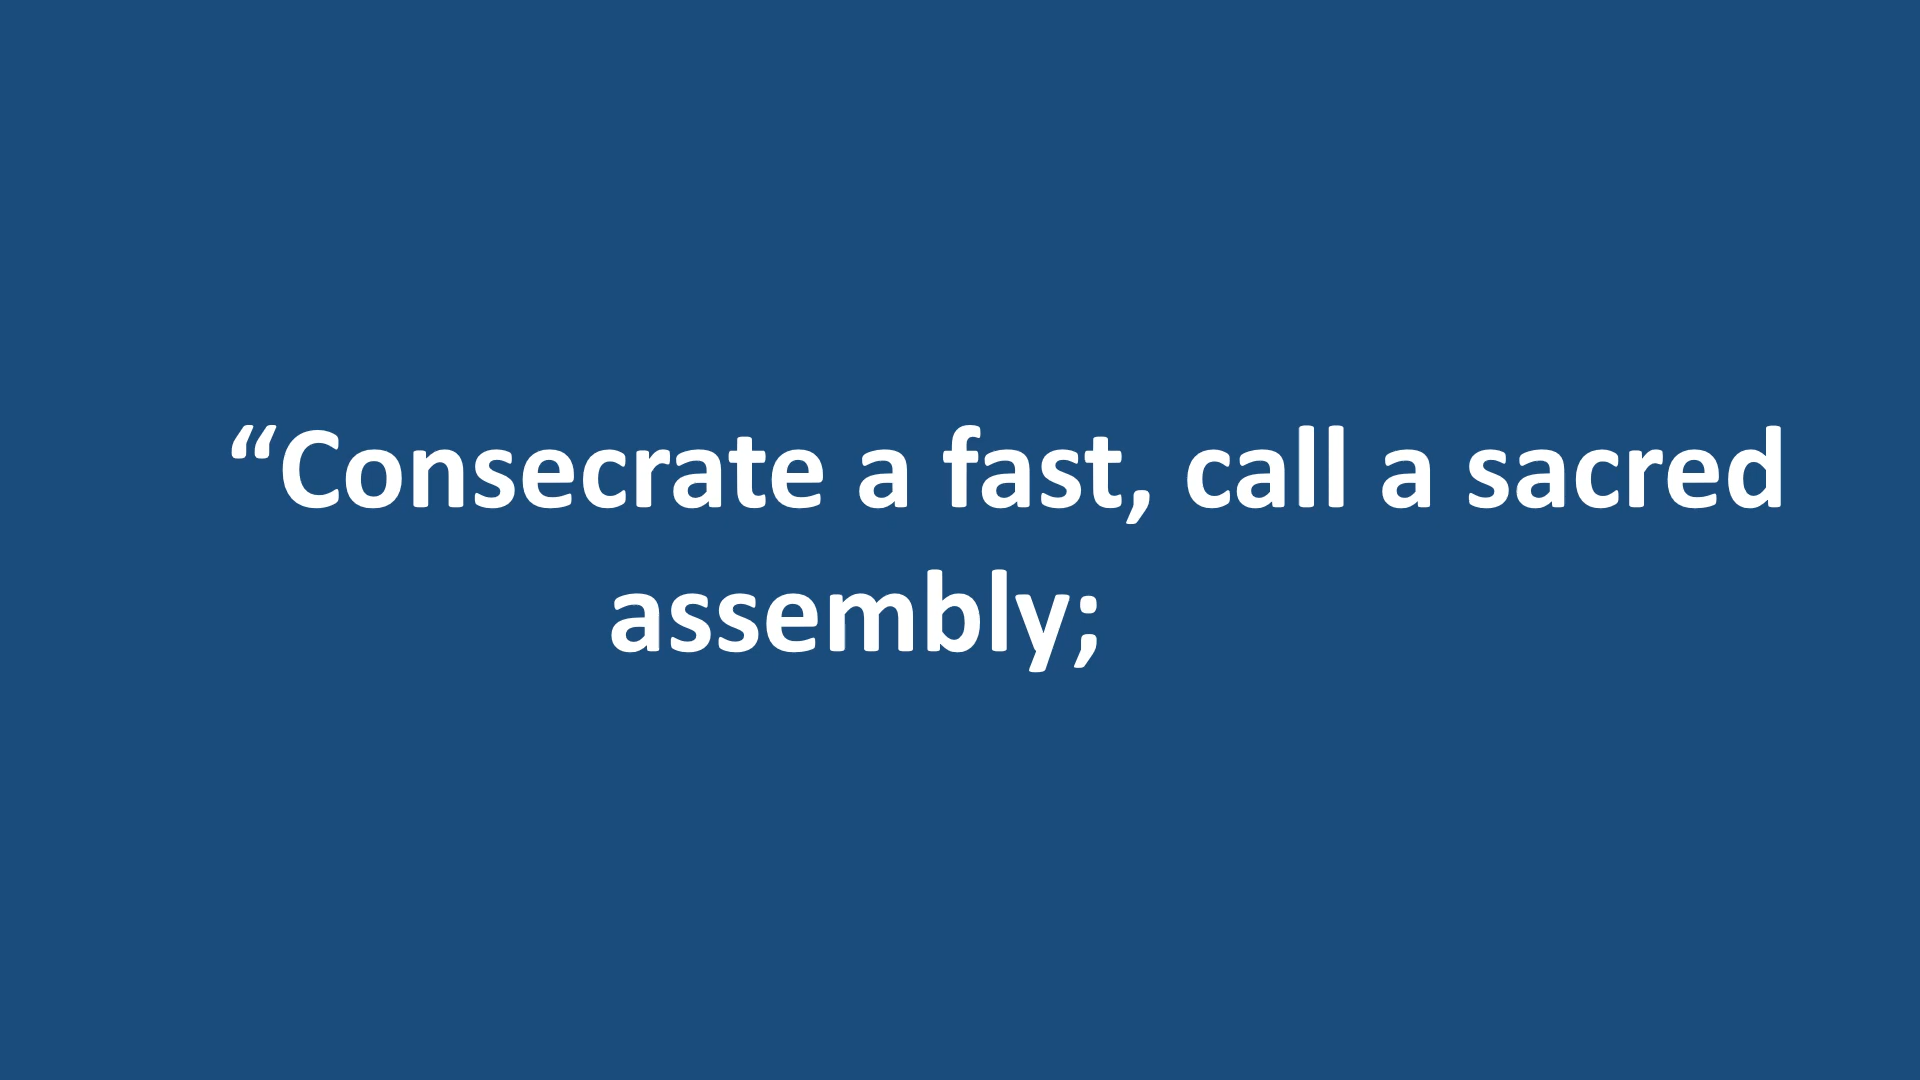 “Consecrate a fast, call a sacred
assembly;